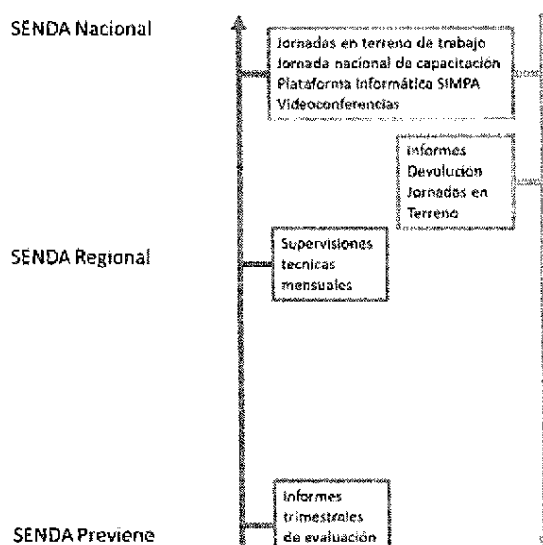 SENDA Nacional
Jornadas en terreno de trabajo
Jornada nacional de capacitación
Plataforma Informática SIMPA
Videoconferencias
Informes
Devolución
Jornadas en
Terreno
SENDA Regional
Supervisiones
tecnicas
mensuales
Informes
trimestrales
de evaluación
SENDA Previene